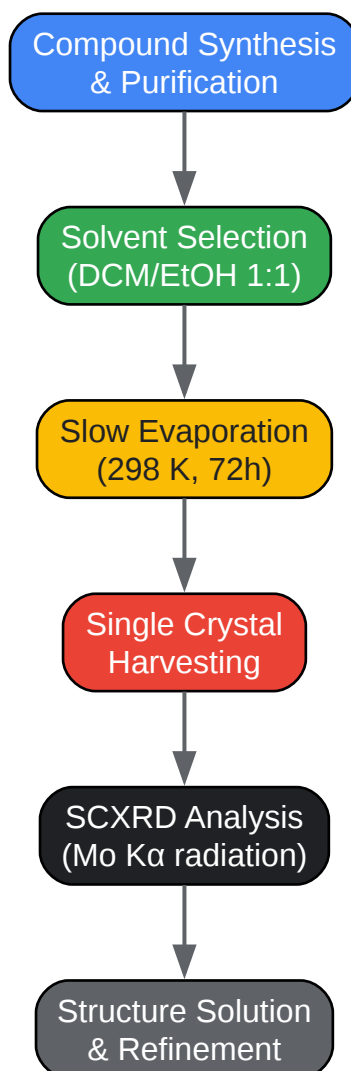 Compound Synthesis
& Purification
Solvent Selection
(DCM/EtOH 1:1)
Slow Evaporation
(298 K, 72h)
Single Crystal
Harvesting
SCXRD Analysis
(Mo Kα radiation)
Structure Solution
& Refinement